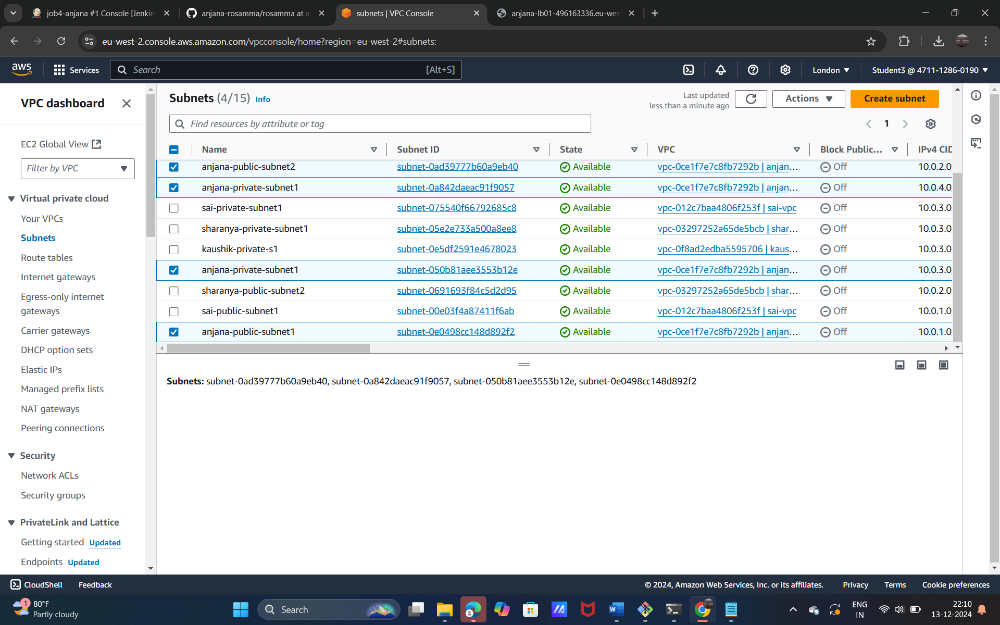 job4-anjana #1 Console [Jenkin
anjana-rosamma/rosamma at a
subnets | VPC Console
anjana-lb01-496163336.eu-wes
eu-west-2.console.aws.amazon.com/vpcconsole/home?region=eu-west-2#subnets:
aws
Services
Search
[Alt+S]
London
Student3 @ 4711-1286-0190
VPC dashboard
EC2 Global View
Filter by VPC
Virtual private cloud
Your VPCs
Subnets
Route tables
Internet gateways
Egress-only internet
gateways
Carrier gateways
DHCP option sets
Elastic IPs
Managed prefix lists
NAT gateways
Peering connections
Security
Network ACLs
Security groups
PrivateLink and Lattice
Getting started Updated
Endpoints Updated
Subnets (4/15) Info
Last updated
less than a minute ago
Actions
Create subnet
Find resources by attribute or tag
1
Name Subnet ID State VPC Block Public... IPv4 CID
anjana-public-subnet2 subnet-0ad39777b60a9eb40 Available vpc-0ce1f7e7c8fb7292b | anjan... Off 10.0.2.0
anjana-private-subnet1 subnet-0a842daeac91f9057 Available vpc-0ce1f7e7c8fb7292b | anjan... Off 10.0.4.0
sai-private-subnet1 subnet-075540f66792685c8 Available vpc-012c7baa4806f253f | sai-vpc Off 10.0.3.0
sharanya-private-subnet1 subnet-05e2e733a500a8ee8 Available vpc-03297252a65de5bcb | shar... Off 10.0.3.0
kaushik-private-s1 subnet-0e5df2591e4678023 Available vpc-0f8ad2edba5595706 | kaus... Off 10.0.3.0
anjana-private-subnet1 subnet-050b81aee3553b12e Available vpc-0ce1f7e7c8fb7292b | anjan... Off 10.0.3.0
sharanya-public-subnet2 subnet-0691693f84c5d2d95 Available vpc-03297252a65de5bcb | shar... Off 10.0.2.0
sai-public-subnet1 subnet-00e03f4a87411f6ab Available vpc-012c7baa4806f253f | sai-vpc Off 10.0.1.0
anjana-public-subnet1 subnet-0e0498cc148d892f2 Available vpc-0ce1f7e7c8fb7292b | anjan... Off 10.0.1.0
Subnets: subnet-0ad39777b60a9eb40, subnet-0a842daeac91f9057, subnet-050b81aee3553b12e, subnet-0e0498cc148d892f2
CloudShell
Feedback
© 2024, Amazon Web Services, Inc. or its affiliates.
Privacy
Terms
Cookie preferences
1
80°F
Partly cloudy
Search
ENG
IN
22:10
13-12-2024